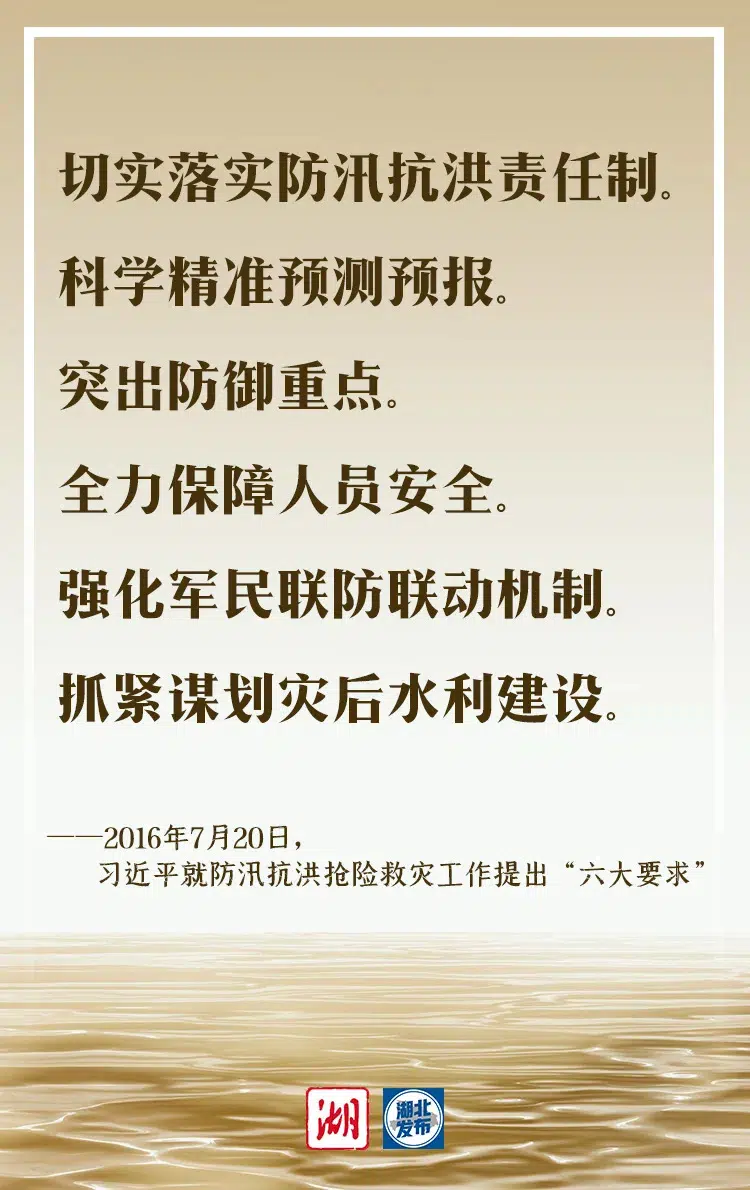 切实落实防汛抗洪责任制。
科学精准预测预报。
突出防御重点。
全力保障人员安全。
强化军民联防联动机制。
抓紧谋划灾后水利建设。
——2016年7月20日，
习近平就防汛抗洪抢险救灾工作提出“六大要求”
湖北
发布